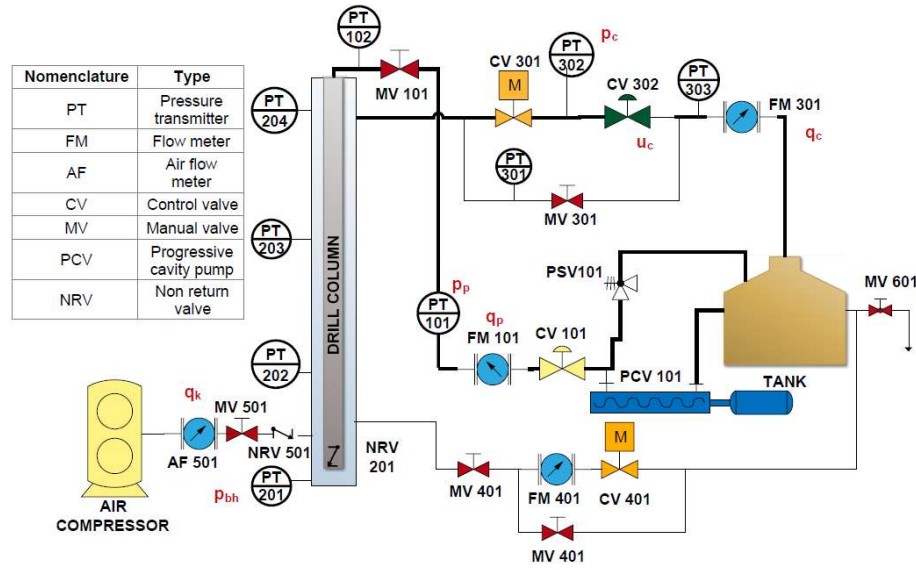 Nomenclature Type
PT Pressure transmitter
FM Flow meter
AF Air flow meter
CV Control valve
MV Manual valve
PCV Progressive cavity pump
NRV Non return valve
PT 102
MV 101
PT 204
PT 203
PT 202
PT 201
DRILL COLUMN
CV 301
M
PT 302
pc
CV 302
uc
PT 303
FM 301
qc
PT 301
MV 301
pp
PT 101
qp
FM 101
CV 101
PSV101
PCV 101
TANK
MV 601
AIR COMPRESSOR
qk
AF 501
MV 501
NRV 501
pbh
NRV 201
MV 401
FM 401
M
CV 401
MV 401